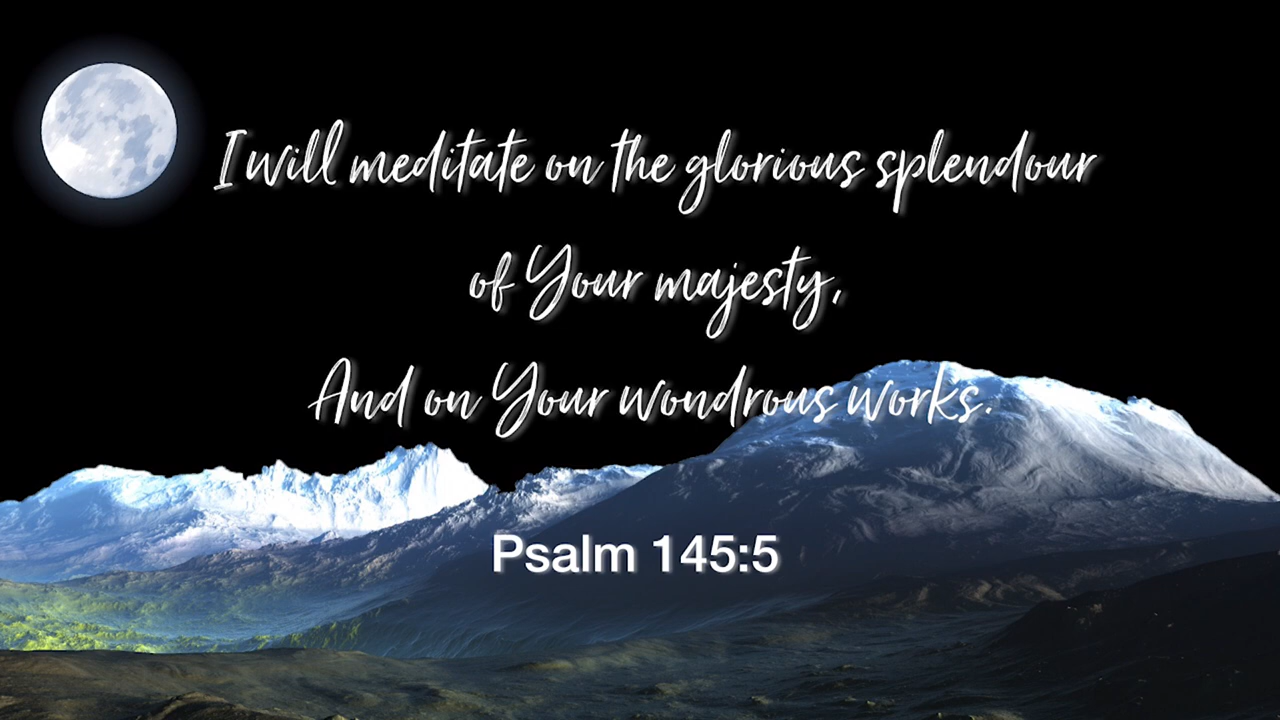 I will meditate on the glorious splendour
of Your majesty,
And on Your wondrous works.
Psalm 145:5